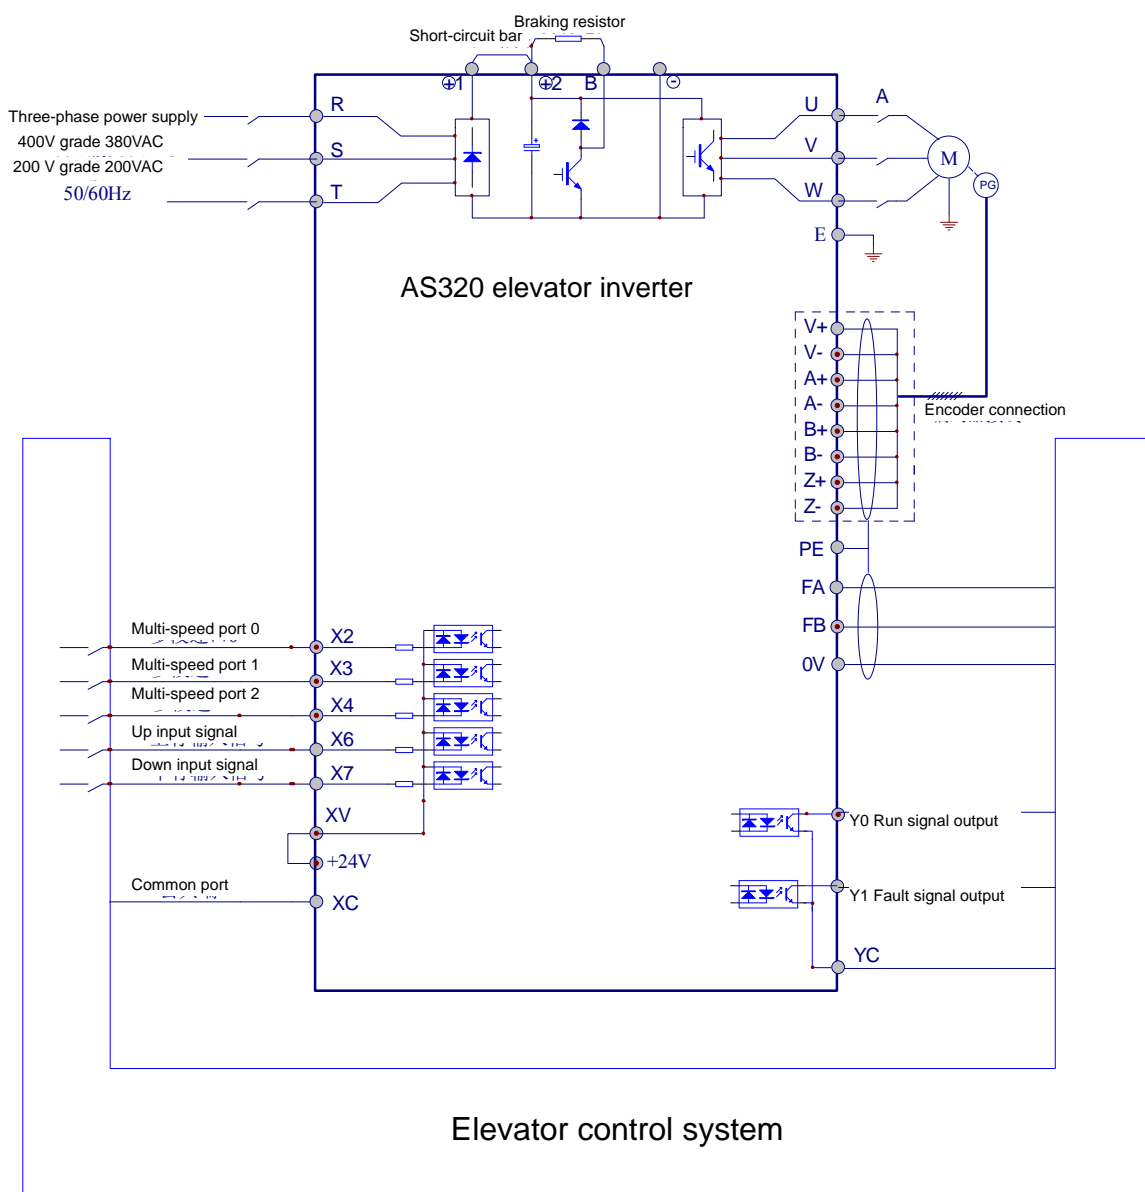 Braking resistor
Short-circuit bar
⊕1
⊕2
B
⊖
R
U
A
Three-phase power supply
400V grade 380VAC
S
V
M
200 V grade 200VAC
50/60Hz
T
W
PG
E
AS320 elevator inverter
V+
V-
A+
A-
Encoder connection
B+
B-
Z+
Z-
PE
FA
FB
0V
Multi-speed port 0
X2
Multi-speed port 1
X3
Multi-speed port 2
X4
Up input signal
X6
Down input signal
X7
XV
Y0 Run signal output
+24V
Common port
XC
Y1 Fault signal output
YC
Elevator control system